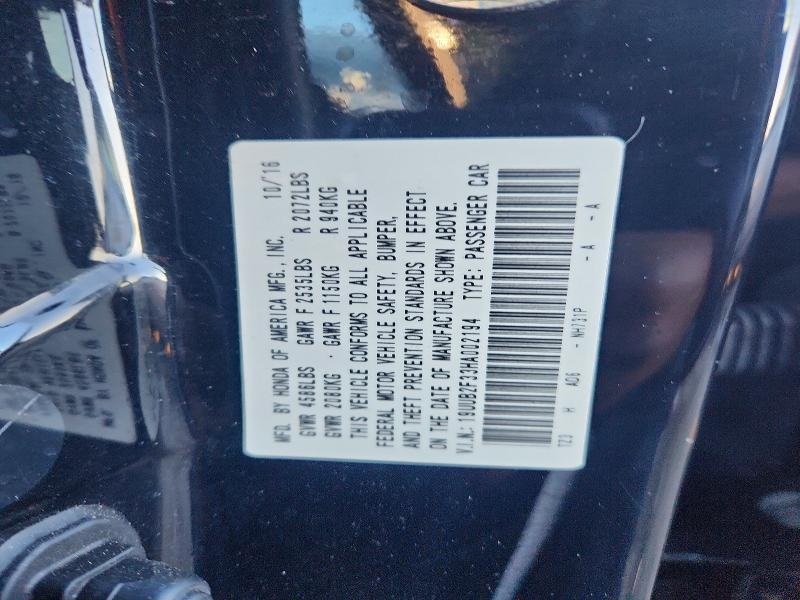 MFD. BY HONDA OF AMERICA MFG., INC. 10/'16
GVWR 4586LBS GAWR F 2535LBS R 2072LBS
GVWR 2080KG · GAWR F 1150KG R 940KG
THIS VEHICLE CONFORMS TO ALL APPLICABLE
FEDERAL MOTOR VEHICLE SAFETY, BUMPER,
AND THEFT PREVENTION STANDARDS IN EFFECT
ON THE DATE OF MANUFACTURE SHOWN ABOVE.
V.I.N.: TYPE: PASSENGER CAR
TZ3 H A06 - NH731P - A - A